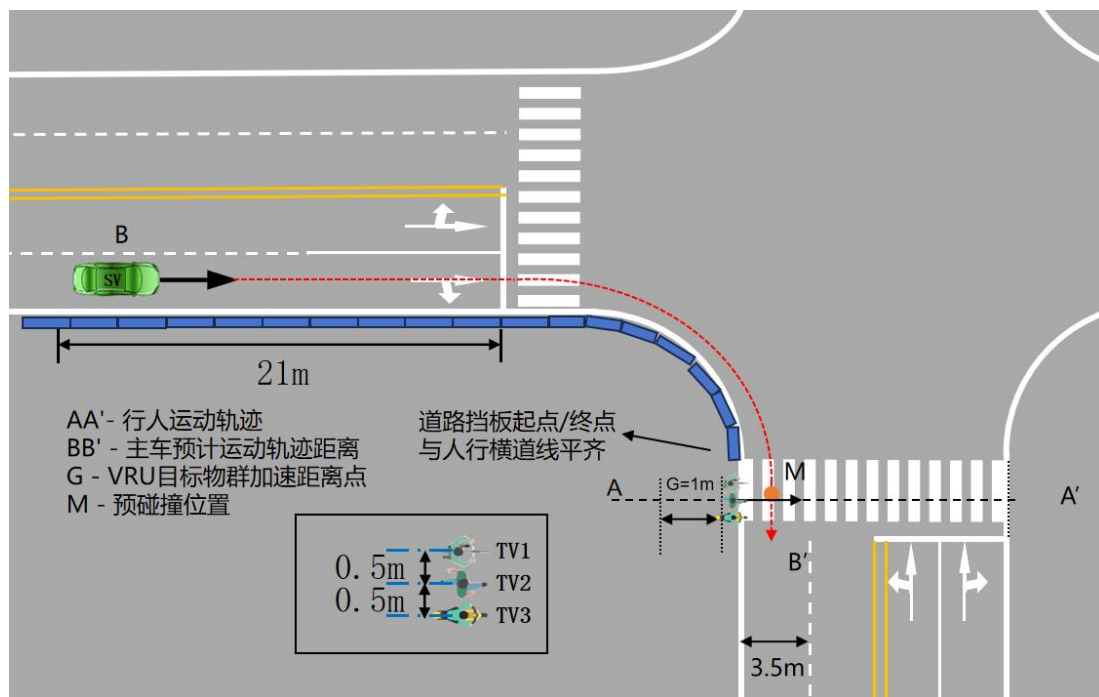 B
SV
21m
AA'- 行人运动轨迹
BB'- 主车预计运动轨迹距离
G - VRU目标物群加速距离点
M - 预碰撞位置
道路挡板起点/终点
与人行横道线平齐
A
G=1m
M
A'
B'
3.5m
0.5m
0.5m
TV1
TV2
TV3